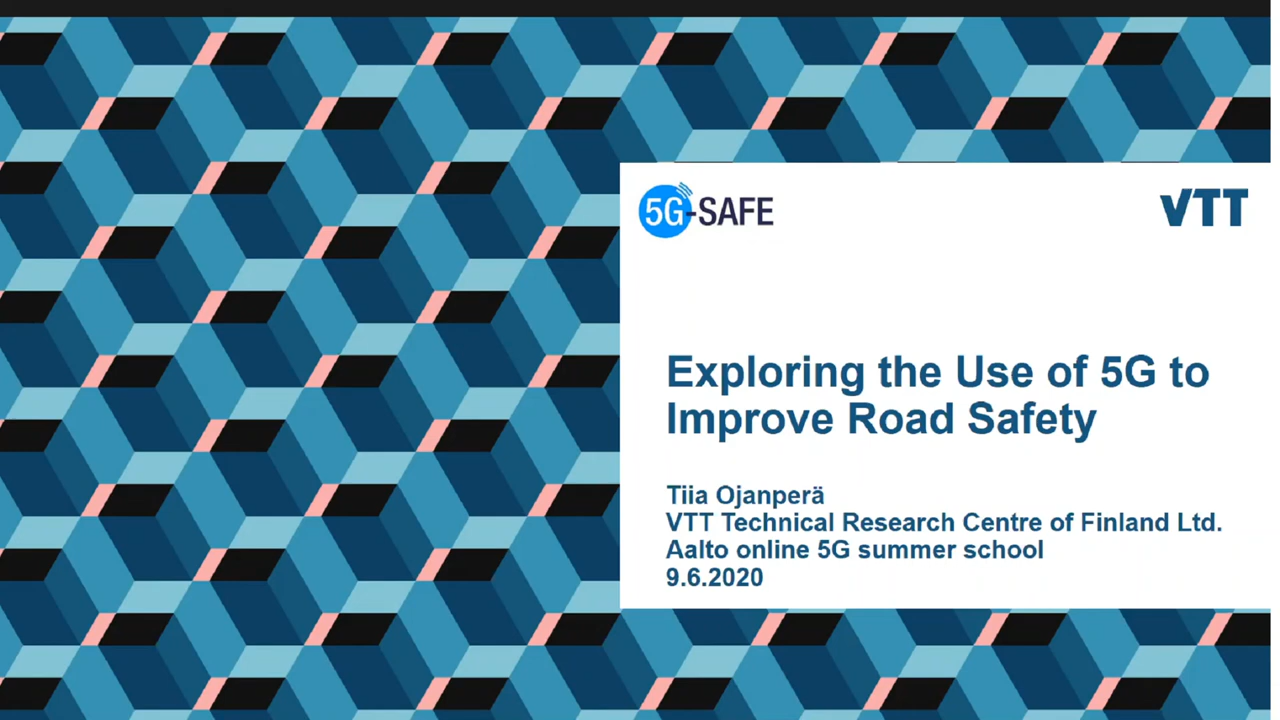 5G-SAFE
VTT
Exploring the Use of 5G to
Improve Road Safety
Tiia Ojanperä
VTT Technical Research Centre of Finland Ltd.
Aalto online 5G summer school
9.6.2020